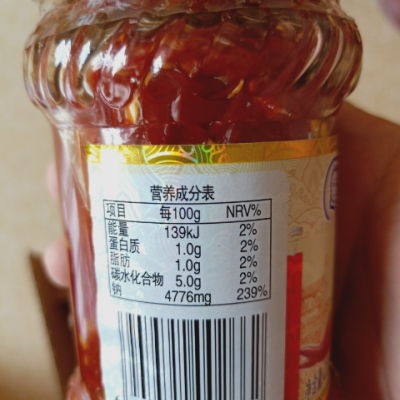 营养成分表
项目 每100g NRV%
能量 139kJ 2%
蛋白质 1.0g 2%
脂肪 1.0g 2%
碳水化合物 5.0g 2%
钠 4776mg 239%